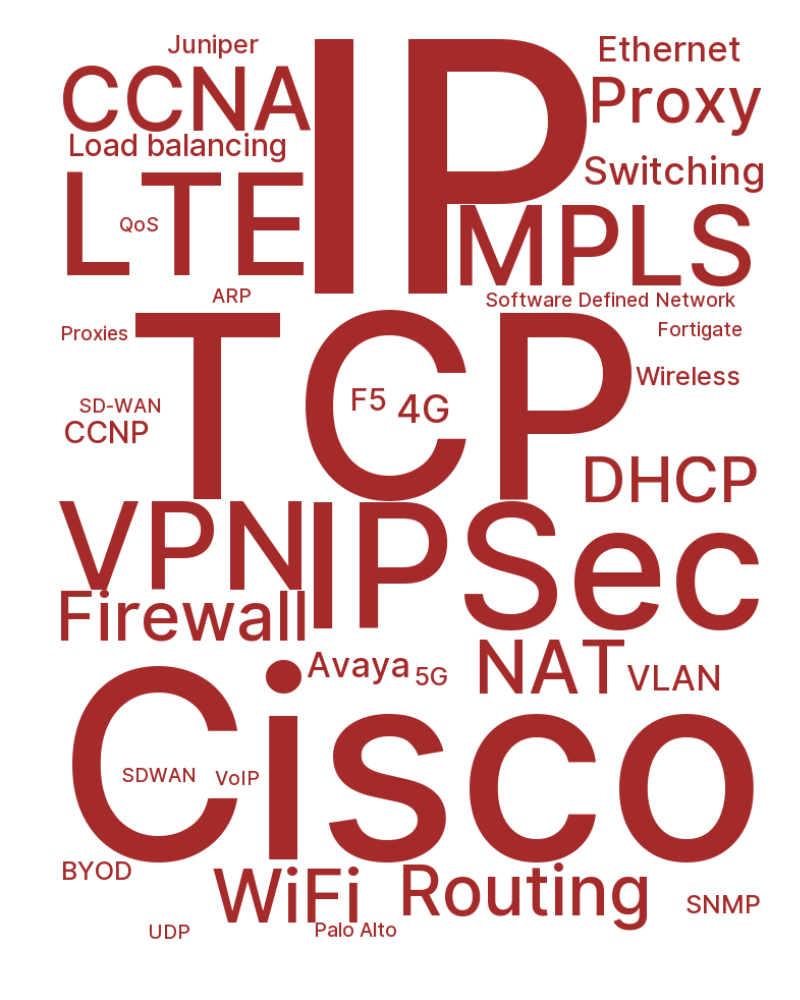 Juniper
IP
Ethernet
CCNA
Proxy
Load balancing
Switching
LTE
QoS
MPLS
ARP
Software Defined Network
Proxies
TCP
Fortigate
Wireless
F5
4G
SD-WAN
CCNP
DHCP
VPN
IPSec
Firewall
NAT
Avaya
5G
VLAN
Cisco
SDWAN
VoIP
BYOD
WiFi
Routing
SNMP
UDP
Palo Alto